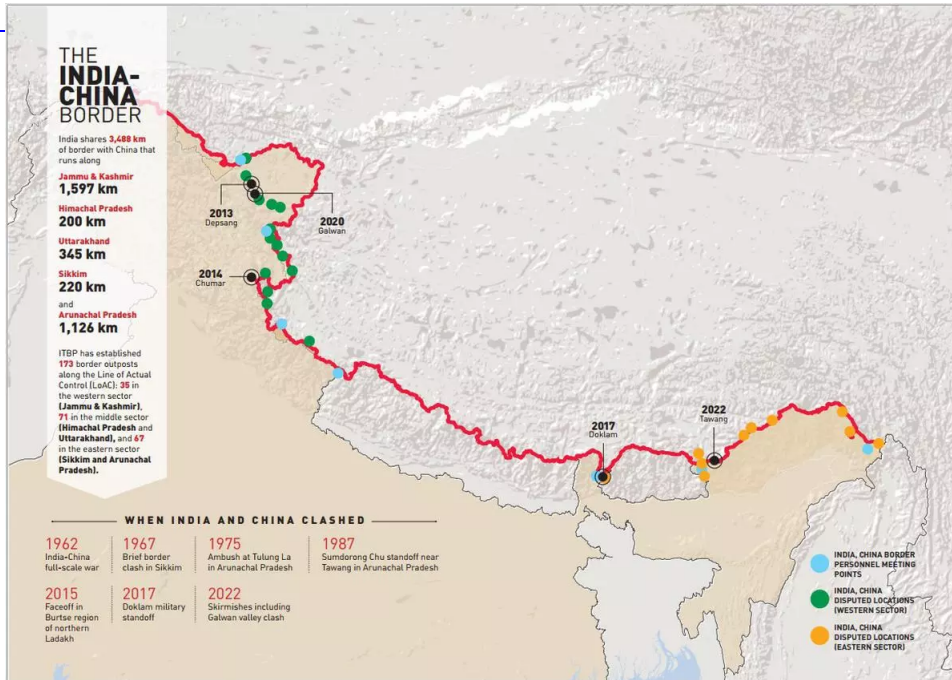 THE
INDIA-
CHINA
BORDER
India shares 3,488 km
of border with China that
runs along
Jammu & Kashmir
1,597 km
Himachal Pradesh
200 km
Uttarakhand
345 km
Sikkim
220 km
and
Arunachal Pradesh
1,126 km
ITBP has established
173 border outposts
along the Line of Actual
Control (LoAC): 35 in
the western sector
(Jammu & Kashmir),
71 in the middle sector
(Himachal Pradesh and
Uttarakhand), and 67
in the eastern sector
(Sikkim and Arunachal
Pradesh).
2013
Depsang
2020
Galwan
2014
Chumar
2017
Doklam
2022
Tawang
WHEN INDIA AND CHINA CLASHED
1962
India-China
full-scale war
1967
Brief border
clash in Sikkim
1975
Ambush at Tulung La
in Arunachal Pradesh
1987
Sumdorong Chu standoff near
Tawang in Arunachal Pradesh
2015
Faceoff in
Burtse region
of northern
Ladakh
2017
Doklam military
standoff
2022
Skirmishes including
Galwan valley clash
INDIA, CHINA BORDER
PERSONNEL MEETING
POINTS
INDIA, CHINA
DISPUTED LOCATIONS
(WESTERN SECTOR)
INDIA, CHINA
DISPUTED LOCATIONS
(EASTERN SECTOR)